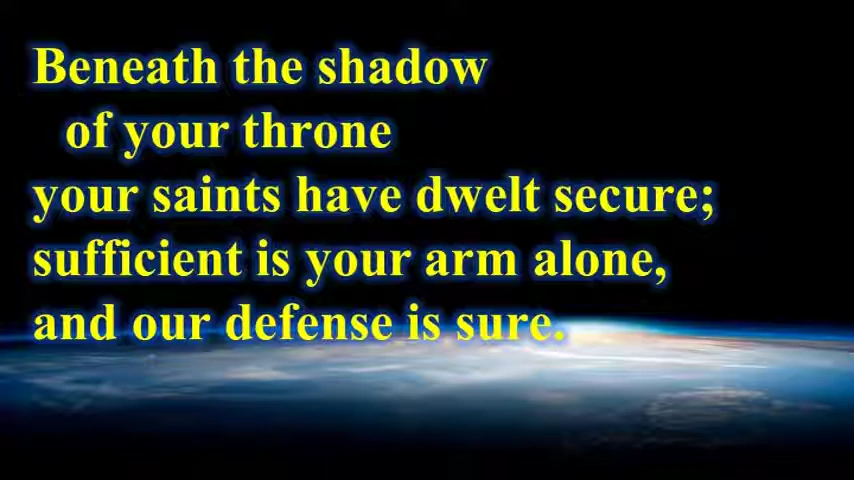 Beneath the shadow
of your throne
your saints have dwelt secure;
sufficient is your arm alone,
and our defense is sure.